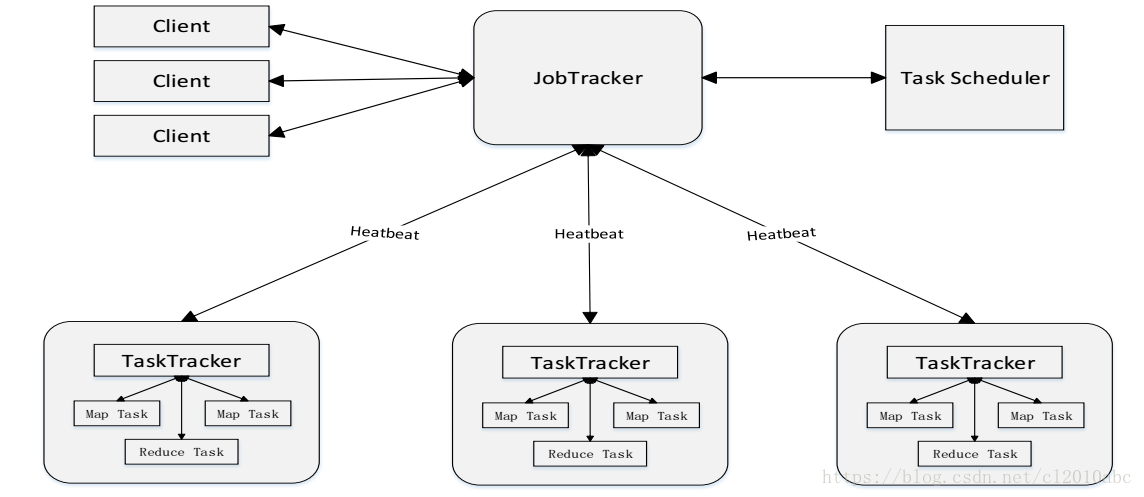 Client
Client
Client
JobTracker
Task Scheduler
Heatbeat
Heatbeat
Heatbeat
TaskTracker
Map Task
Map Task
Reduce Task
TaskTracker
Map Task
Map Task
Reduce Task
TaskTracker
Map Task
Map Task
Reduce Task
https://blog.csdn.net/cl2010abc